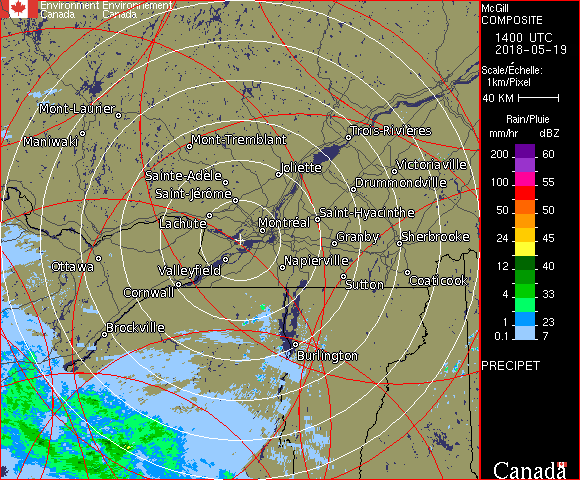 Environment Environnement
Canada Canada
McGill
COMPOSITE
1400 UTC
2018-05-19
Scale/Échelle:
1km/Pixel
40 KM
Rain/Pluie
mm/hr dBZ
200 60
150 57
100 55
50 50
24 45
12 40
4 33
1 23
0.1 7
PRECIPET
Canada
Mont-Laurier
Maniwaki
Mont-Tremblant
Trois-Rivières
Joliette
Victoriaville
Sainte-Adèle
Drummondville
Saint-Jérôme
Lachute
Montréal
Saint-Hyacinthe
Granby
Sherbrooke
Ottawa
Valleyfield
Napierville
Cornwall
Sutton
Coaticook
Brockville
Burlington